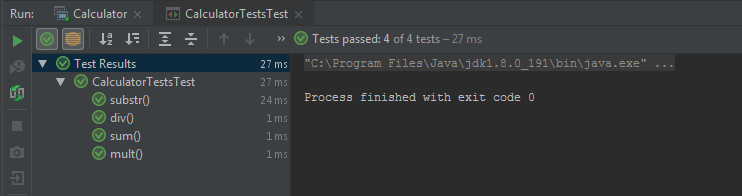 Run: Calculator × CalculatorTestsTest ×
» Tests passed: 4 of 4 tests – 27 ms
Test Results 27 ms
CalculatorTestsTest 27 ms
substr() 24 ms
div() 1 ms
sum() 1 ms
mult() 1 ms
"C:\Program Files\Java\jdk1.8.0_191\bin\java.exe" ...
Process finished with exit code 0